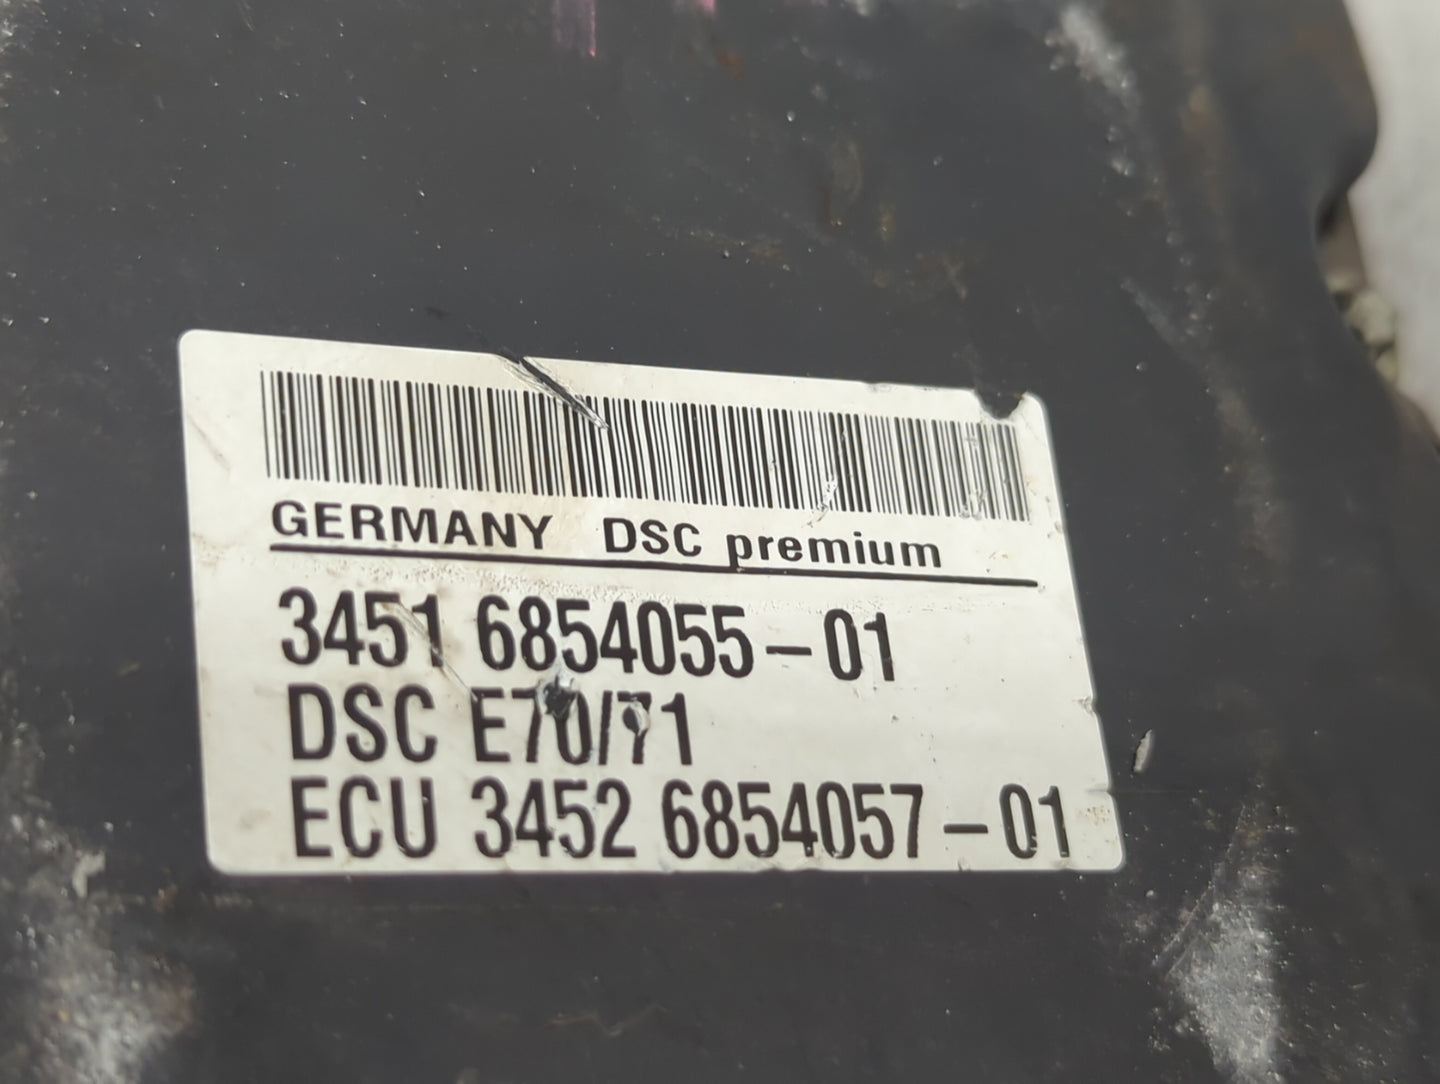 GERMANY DSC premium
3451 6854055-01
DSC E70/71
ECU 3452 6854057-01